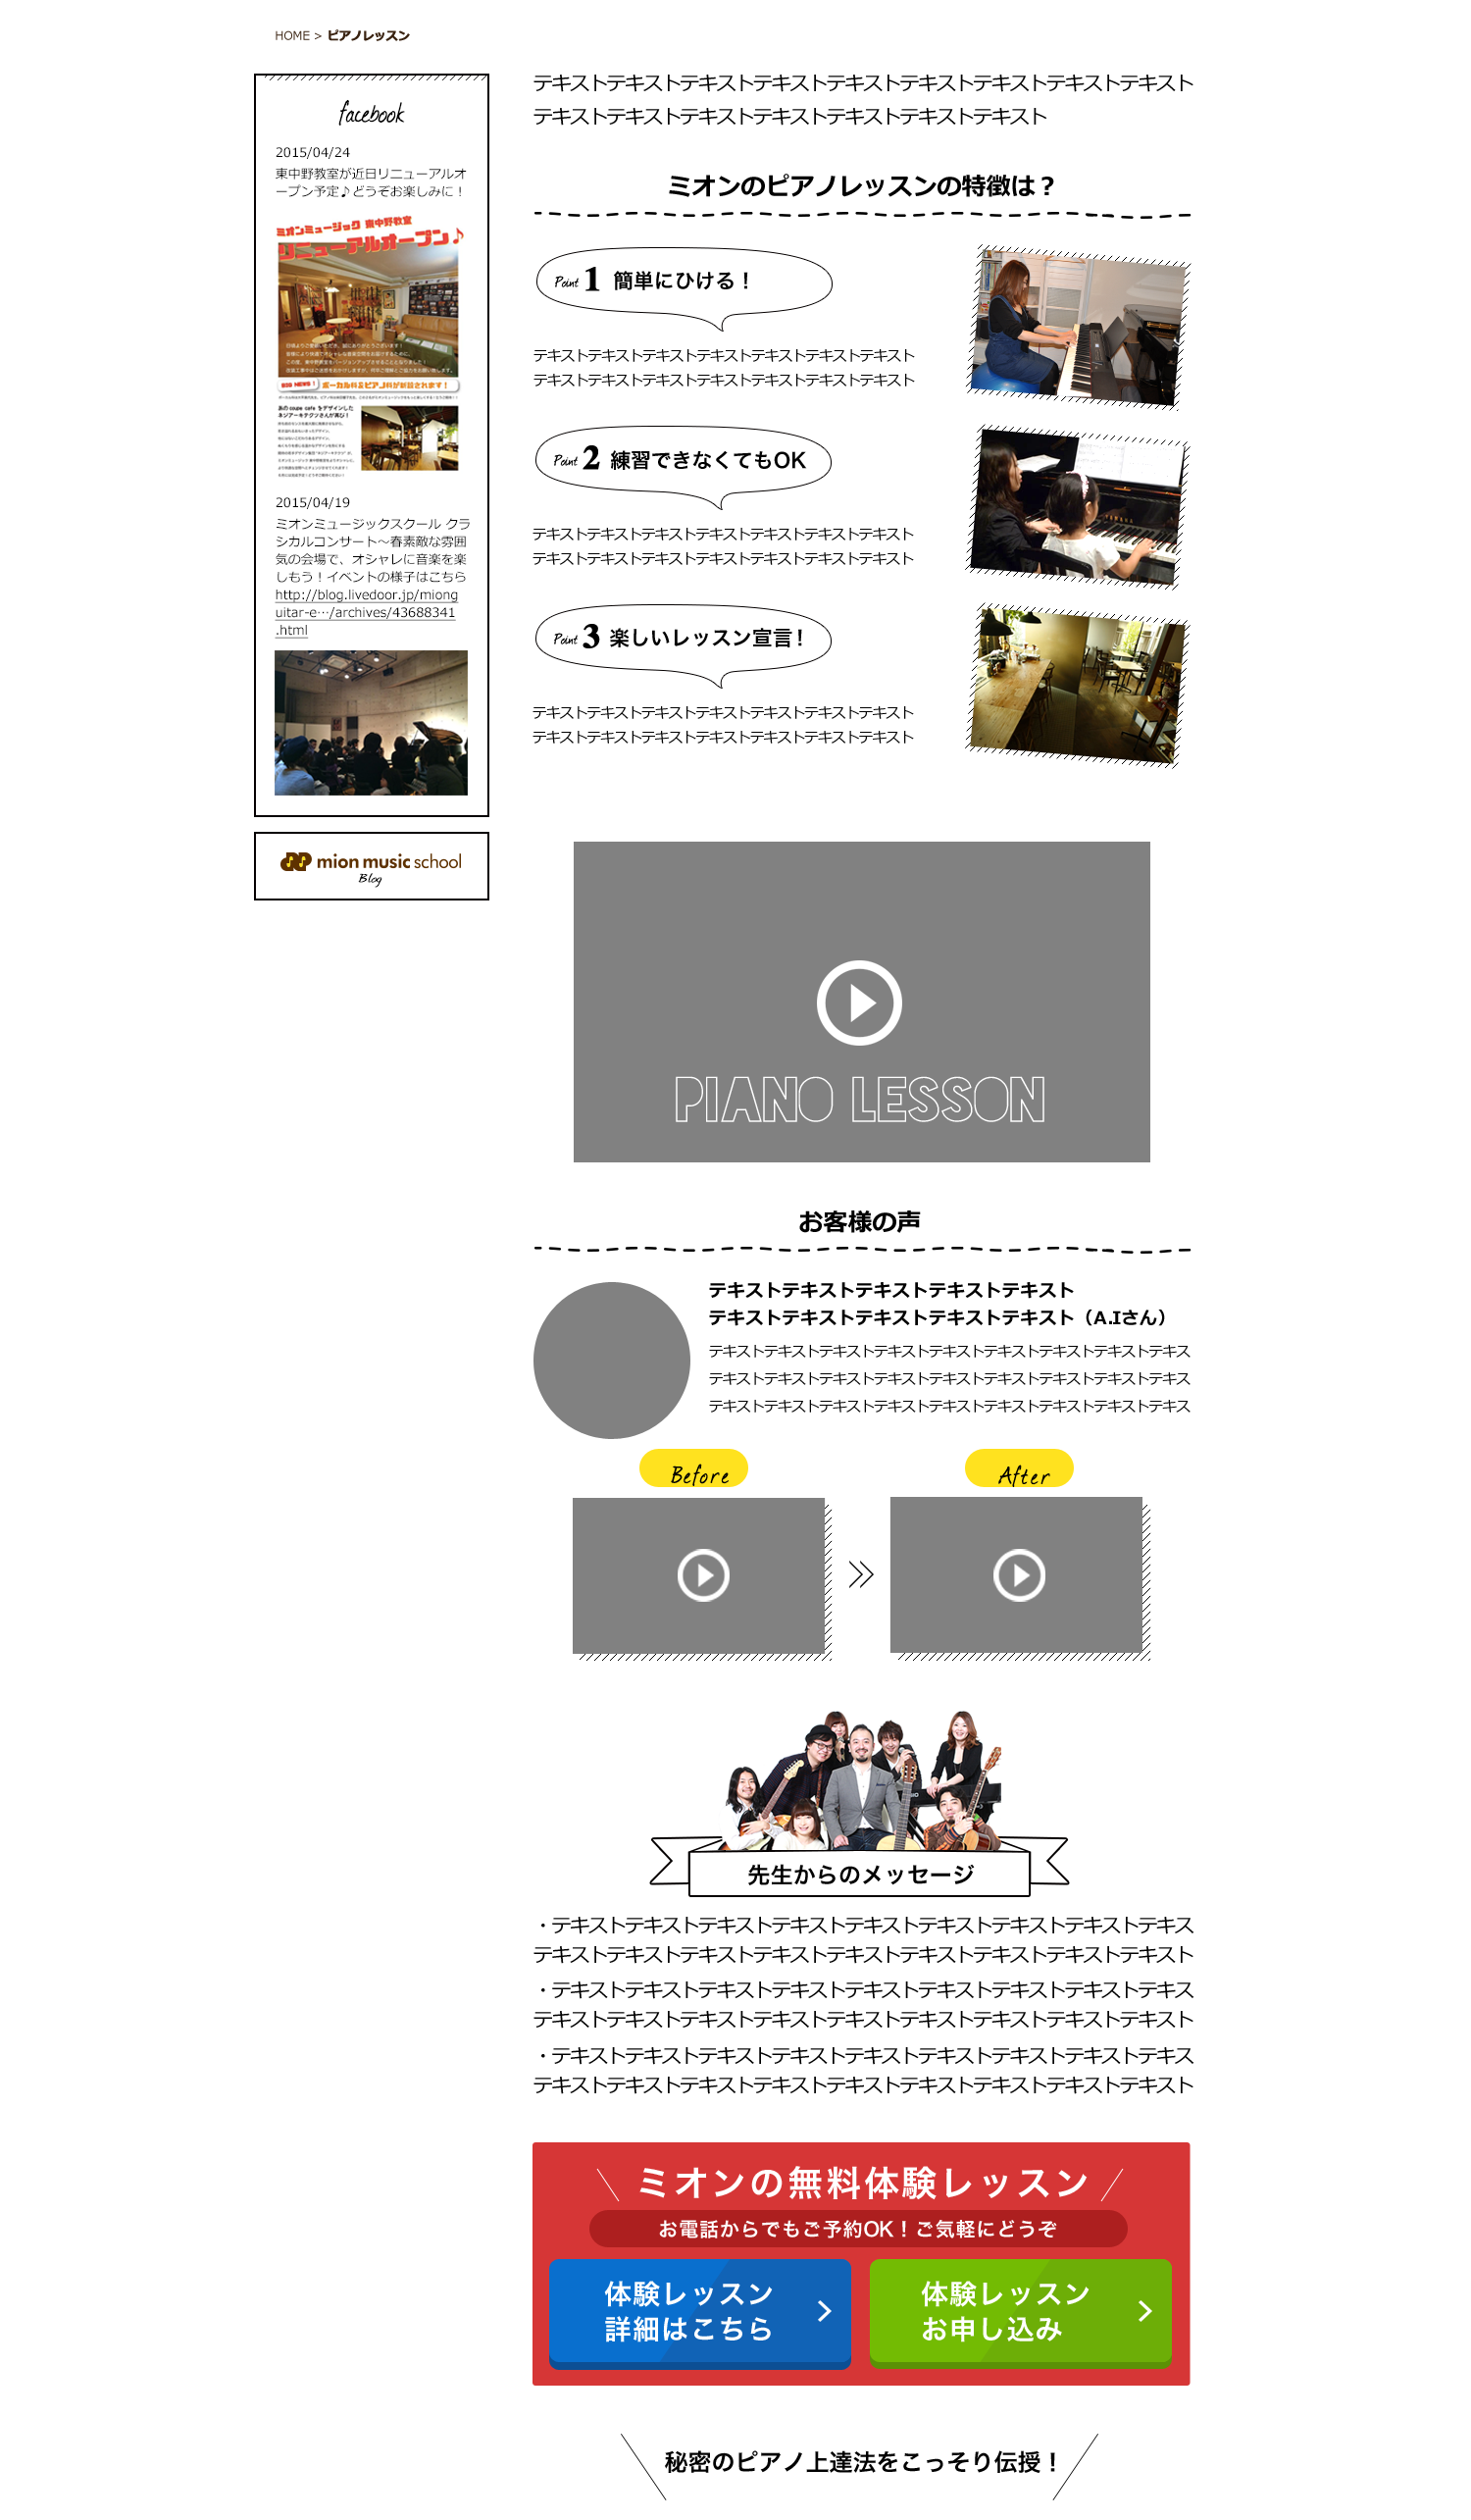 HOME > ピアノレッスン
facebook
2015/04/24
東中野教室が近日リニューアルオ
ープン予定♪どうぞお楽しみに！
ミオンミュージック 東中野教室
リニューアルオープン♪
BIG NEWS！ ボーカル科&ピアノ科が新設されます！
あのcague cafe をデザインした
2015/04/19
ミオンミュージックスクール クラ
シカルコンサート～春素敵な雰囲
気の会場で、オシャレに音楽を楽
しもう！イベントの様子はこちら
http://blog.livedoor.jp/miong
uitar-e…/archives/43688341
.html
mion music school
Blog
テキストテキストテキストテキストテキストテキストテキストテキストテキスト
テキストテキストテキストテキストテキストテキストテキスト
ミオンのピアノレッスンの特徴は？
Point 1 簡単にひける！
テキストテキストテキストテキストテキストテキストテキスト
テキストテキストテキストテキストテキストテキストテキスト
Point 2 練習できなくてもOK
テキストテキストテキストテキストテキストテキストテキスト
テキストテキストテキストテキストテキストテキストテキスト
Point 3 楽しいレッスン宣言！
テキストテキストテキストテキストテキストテキストテキスト
テキストテキストテキストテキストテキストテキストテキスト
PIANO LESSON
お客様の声
テキストテキストテキストテキストテキスト
テキストテキストテキストテキストテキスト（A.Iさん）
テキストテキストテキストテキストテキストテキストテキストテキストテキス
テキストテキストテキストテキストテキストテキストテキストテキストテキス
テキストテキストテキストテキストテキストテキストテキストテキストテキス
Before
After
先生からのメッセージ
・テキストテキストテキストテキストテキストテキストテキストテキストテキス
テキストテキストテキストテキストテキストテキストテキストテキストテキスト
・テキストテキストテキストテキストテキストテキストテキストテキストテキス
テキストテキストテキストテキストテキストテキストテキストテキストテキスト
・テキストテキストテキストテキストテキストテキストテキストテキストテキス
テキストテキストテキストテキストテキストテキストテキストテキストテキスト
ミオンの無料体験レッスン
お電話からでもご予約OK！ご気軽にどうぞ
体験レッスン
詳細はこちら
体験レッスン
お申し込み
秘密のピアノ上達法をこっそり伝授！